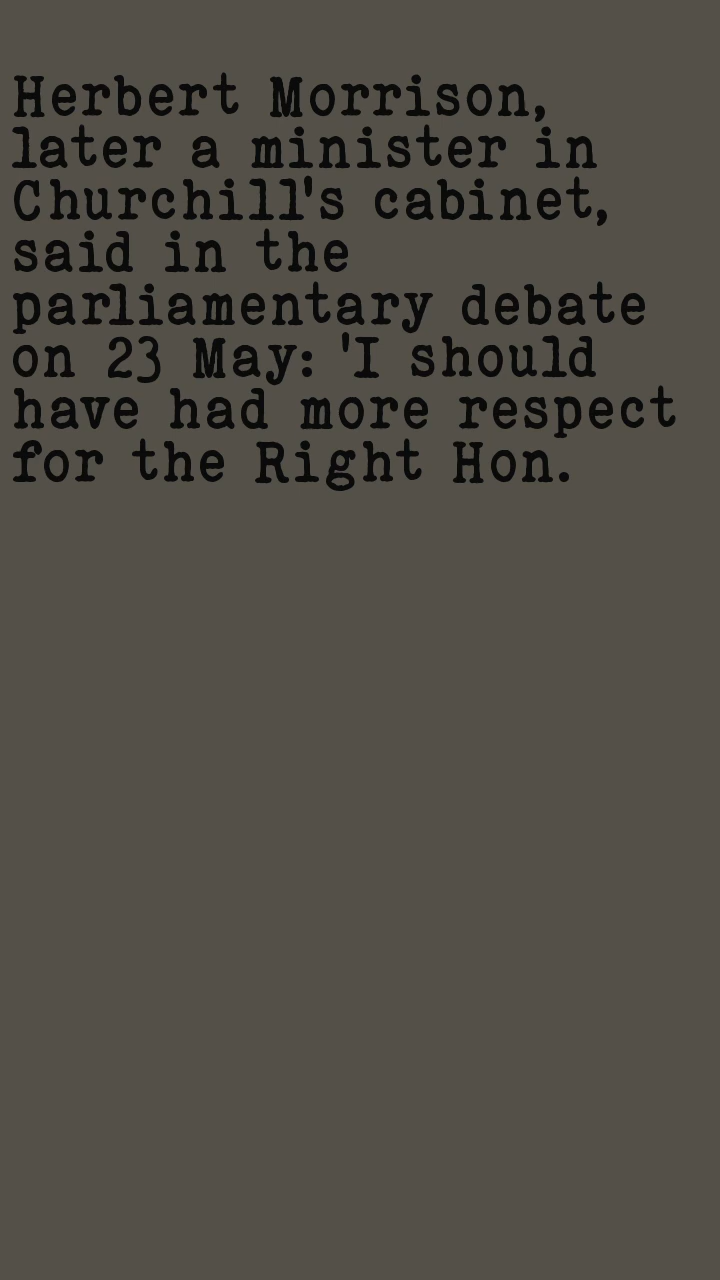 Herbert Morrison,
later a minister in
Churchill's cabinet,
said in the
parliamentary debate
on 23 May: 'I should
have had more respect
for the Right Hon.